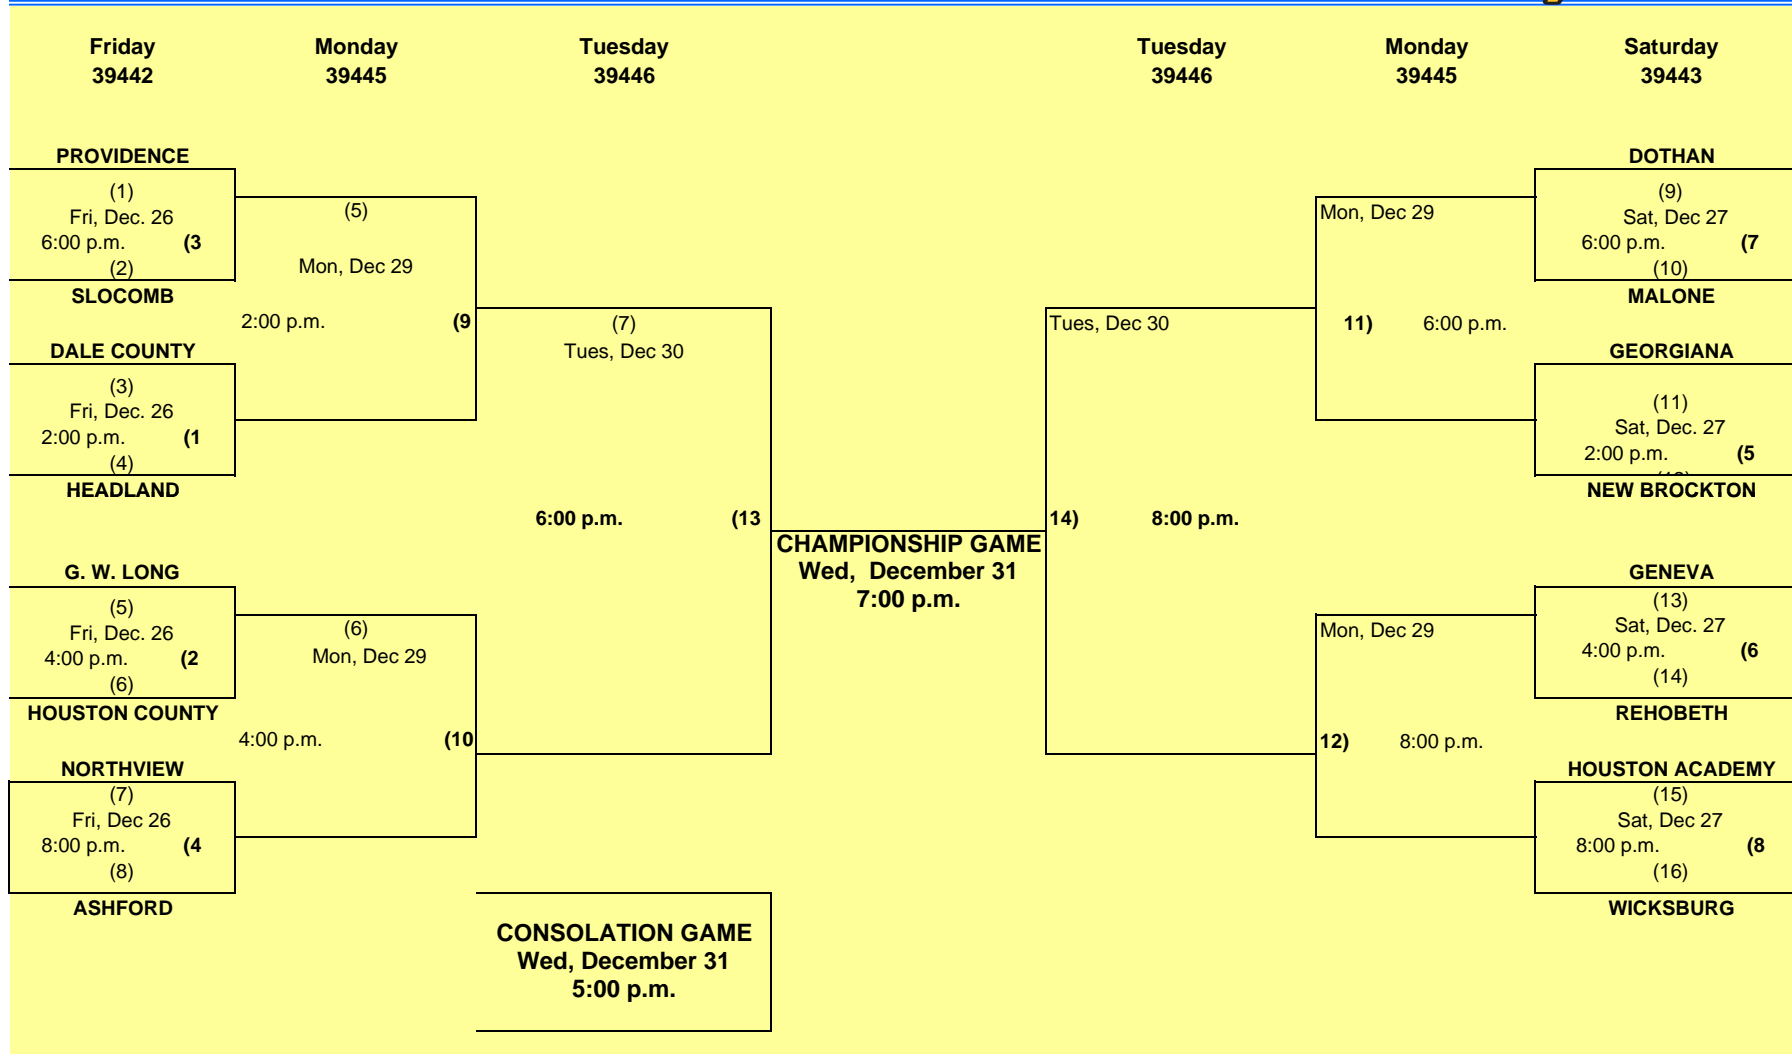 Friday Monday Tuesday Tuesday Monday Saturday
39442 39445 39446 39446 39445 39443
PROVIDENCE
(1)
Fri, Dec. 26
6:00 p.m. (3
(2)
SLOCOMB
DALE COUNTY
(3)
Fri, Dec. 26
2:00 p.m. (1
(4)
HEADLAND
G. W. LONG
(5)
Fri, Dec. 26
4:00 p.m. (2
(6)
HOUSTON COUNTY
NORTHVIEW
(7)
Fri, Dec 26
8:00 p.m. (4
(8)
ASHFORD
(5)
Mon, Dec 29
2:00 p.m. (9
(6)
Mon, Dec 29
4:00 p.m. (10
(7)
Tues, Dec 30
6:00 p.m. (13
CHAMPIONSHIP GAME
Wed, December 31
7:00 p.m.
CONSOLATION GAME
Wed, December 31
5:00 p.m.
Tues, Dec 30
14) 8:00 p.m.
Mon, Dec 29
11) 6:00 p.m.
Mon, Dec 29
12) 8:00 p.m.
DOTHAN
(9)
Sat, Dec 27
6:00 p.m. (7
(10)
MALONE
GEORGIANA
(11)
Sat, Dec. 27
2:00 p.m. (5
NEW BROCKTON
GENEVA
(13)
Sat, Dec. 27
4:00 p.m. (6
(14)
REHOBETH
HOUSTON ACADEMY
(15)
Sat, Dec 27
8:00 p.m. (8
(16)
WICKSBURG